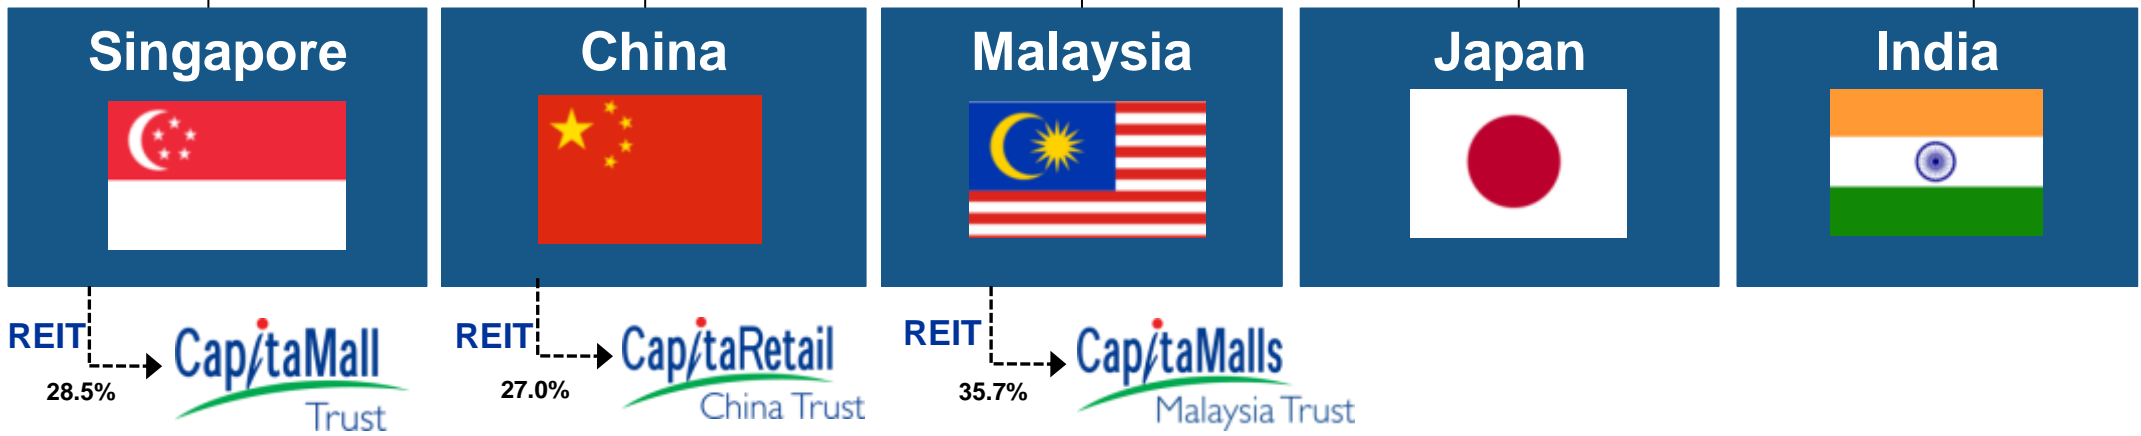 Singapore
China
Malaysia
Japan
India
REIT
28.5%
CapitaMall
Trust
REIT
27.0%
CapitaRetail
China Trust
REIT
35.7%
CapitaMalls
Malaysia Trust